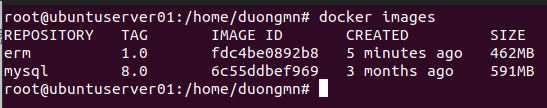 root@ubuntuserver01:/home/duongmn# docker images
REPOSITORY   TAG       IMAGE ID       CREATED         SIZE
erm          1.0       fdc4be0892b8   5 minutes ago   462MB
mysql        8.0       6c55ddbef969   3 months ago    591MB
root@ubuntuserver01:/home/duongmn#